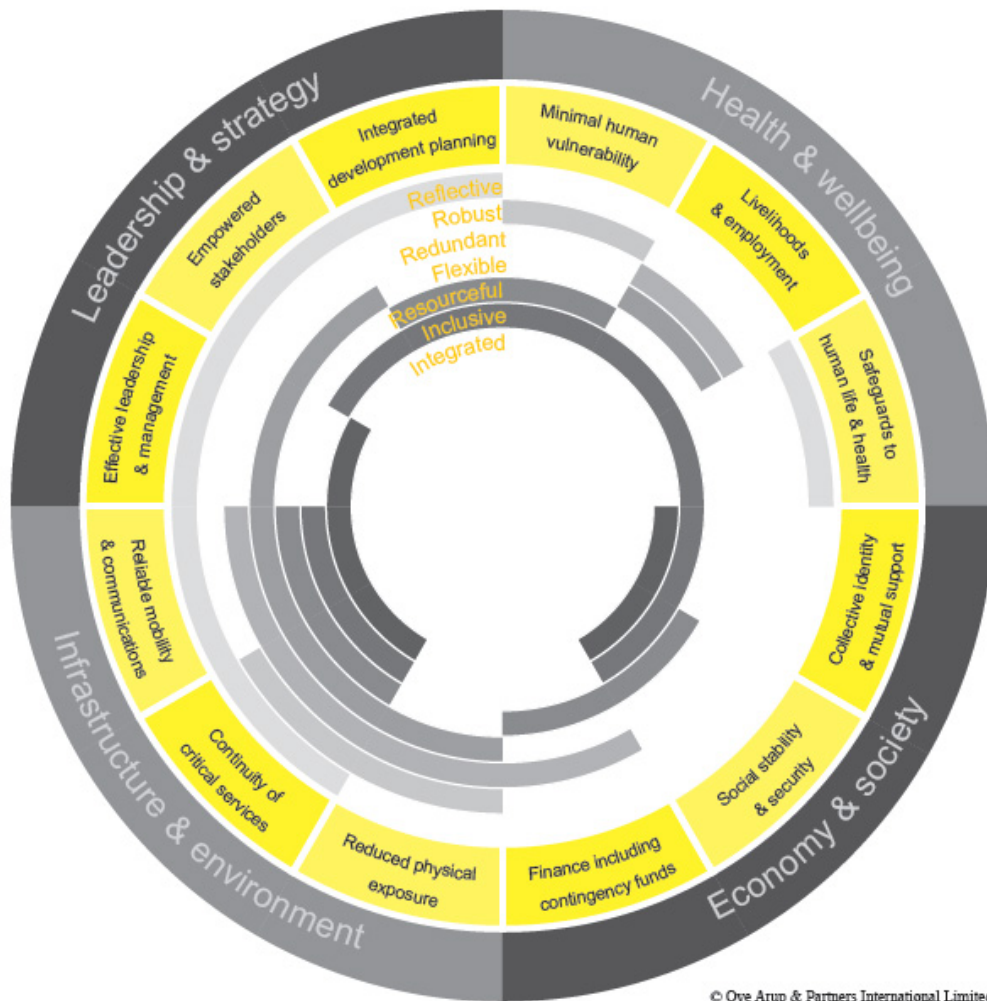 Leadership & strategy
Health & wellbeing
Economy & society
Infrastructure & environment
Integrated
development planning
Minimal human
vulnerability
Livelihoods
& employment
Safeguards to
human life & health
Collective identity
& mutual support
Social stability
& security
Finance including
contingency funds
Reduced physical
exposure
Continuity of
critical services
Reliable mobility
& communications
Effective leadership
& management
Empowered
stakeholders
Reflective
Robust
Redundant
Flexible
Resourceful
Inclusive
Integrated
© Ove Arup & Partners International Limited